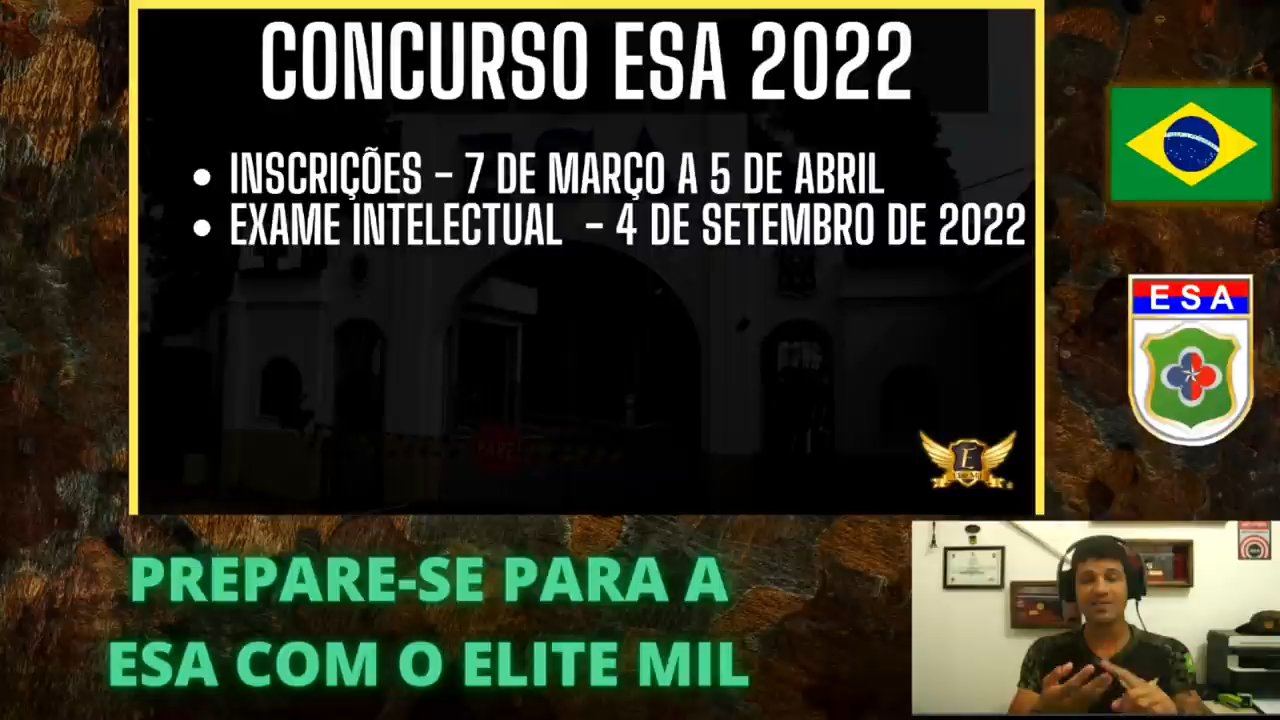 CONCURSO ESA 2022
• INSCRIÇÕES – 7 DE MARÇO A 5 DE ABRIL
• EXAME INTELECTUAL – 4 DE SETEMBRO DE 2022
ESA
PARE
E
PREPARE-SE PARA A
ESA COM O ELITE MIL